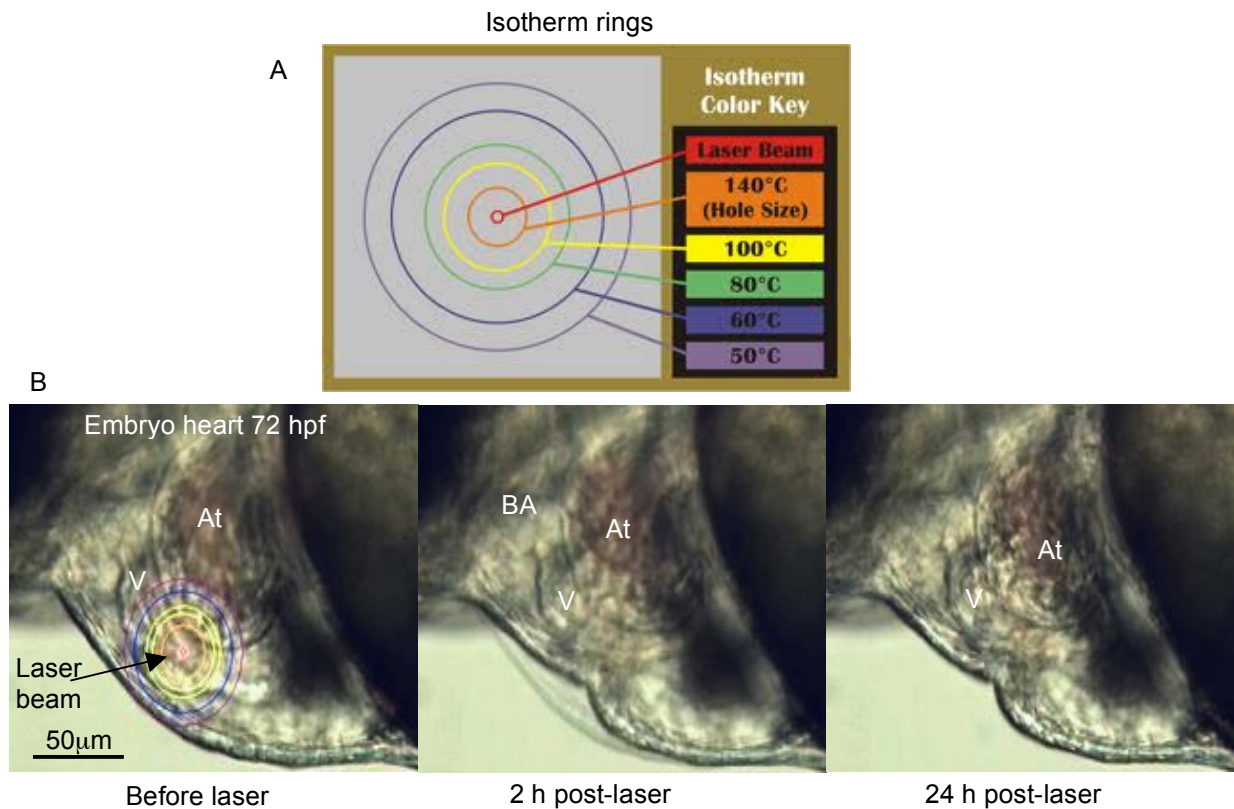 Isotherm rings
A
Isotherm
Color Key
Laser Beam
140°C
(Hole Size)
100°C
80°C
60°C
50°C
B
Embryo heart 72 hpf
At
V
Laser
beam
50μm
BA
At
V
At
V
Before laser
2 h post-laser
24 h post-laser